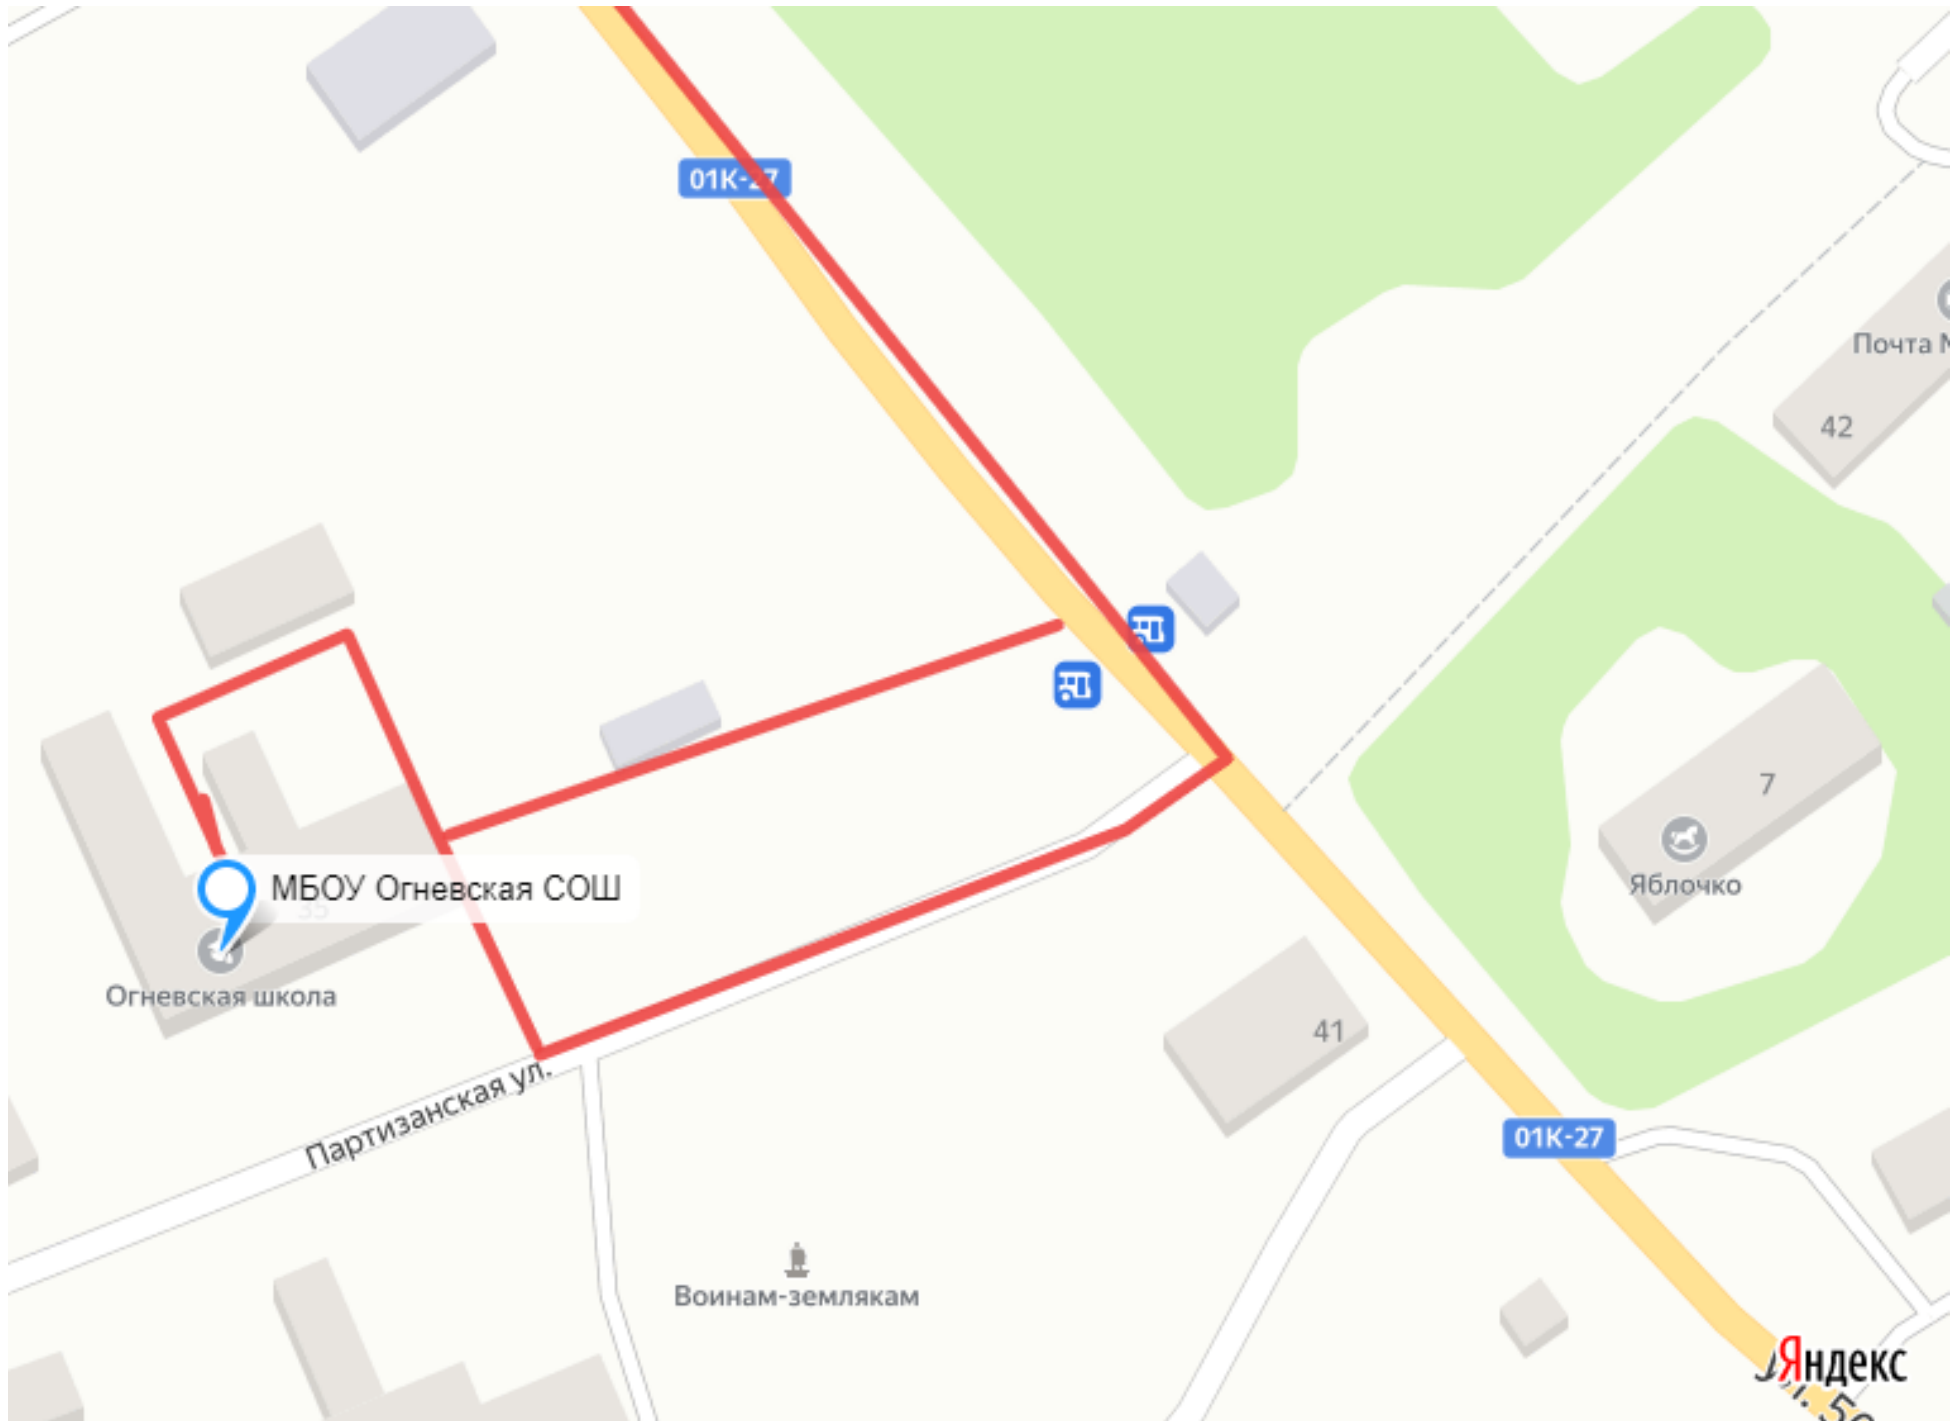 01К-27
Почта
42
7
Яблочко
МБОУ Огневская СОШ
35
Огневская школа
41
Партизанская ул.
01К-27
Воинам-землякам
Яндекс